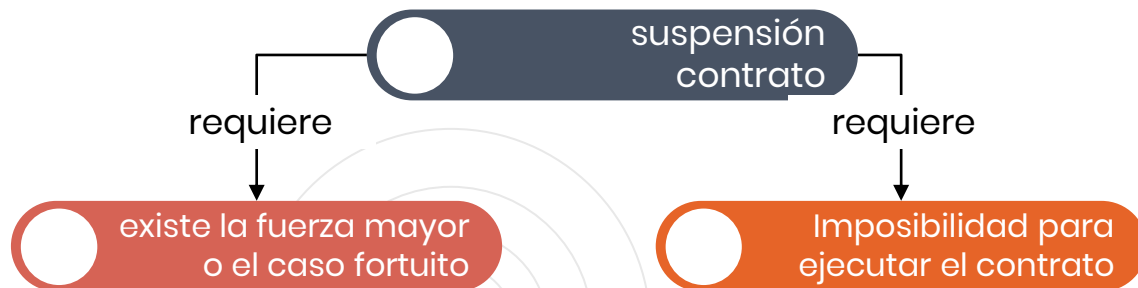 suspensión
contrato
requiere
requiere
existe la fuerza mayor
o el caso fortuito
Imposibilidad para
ejecutar el contrato